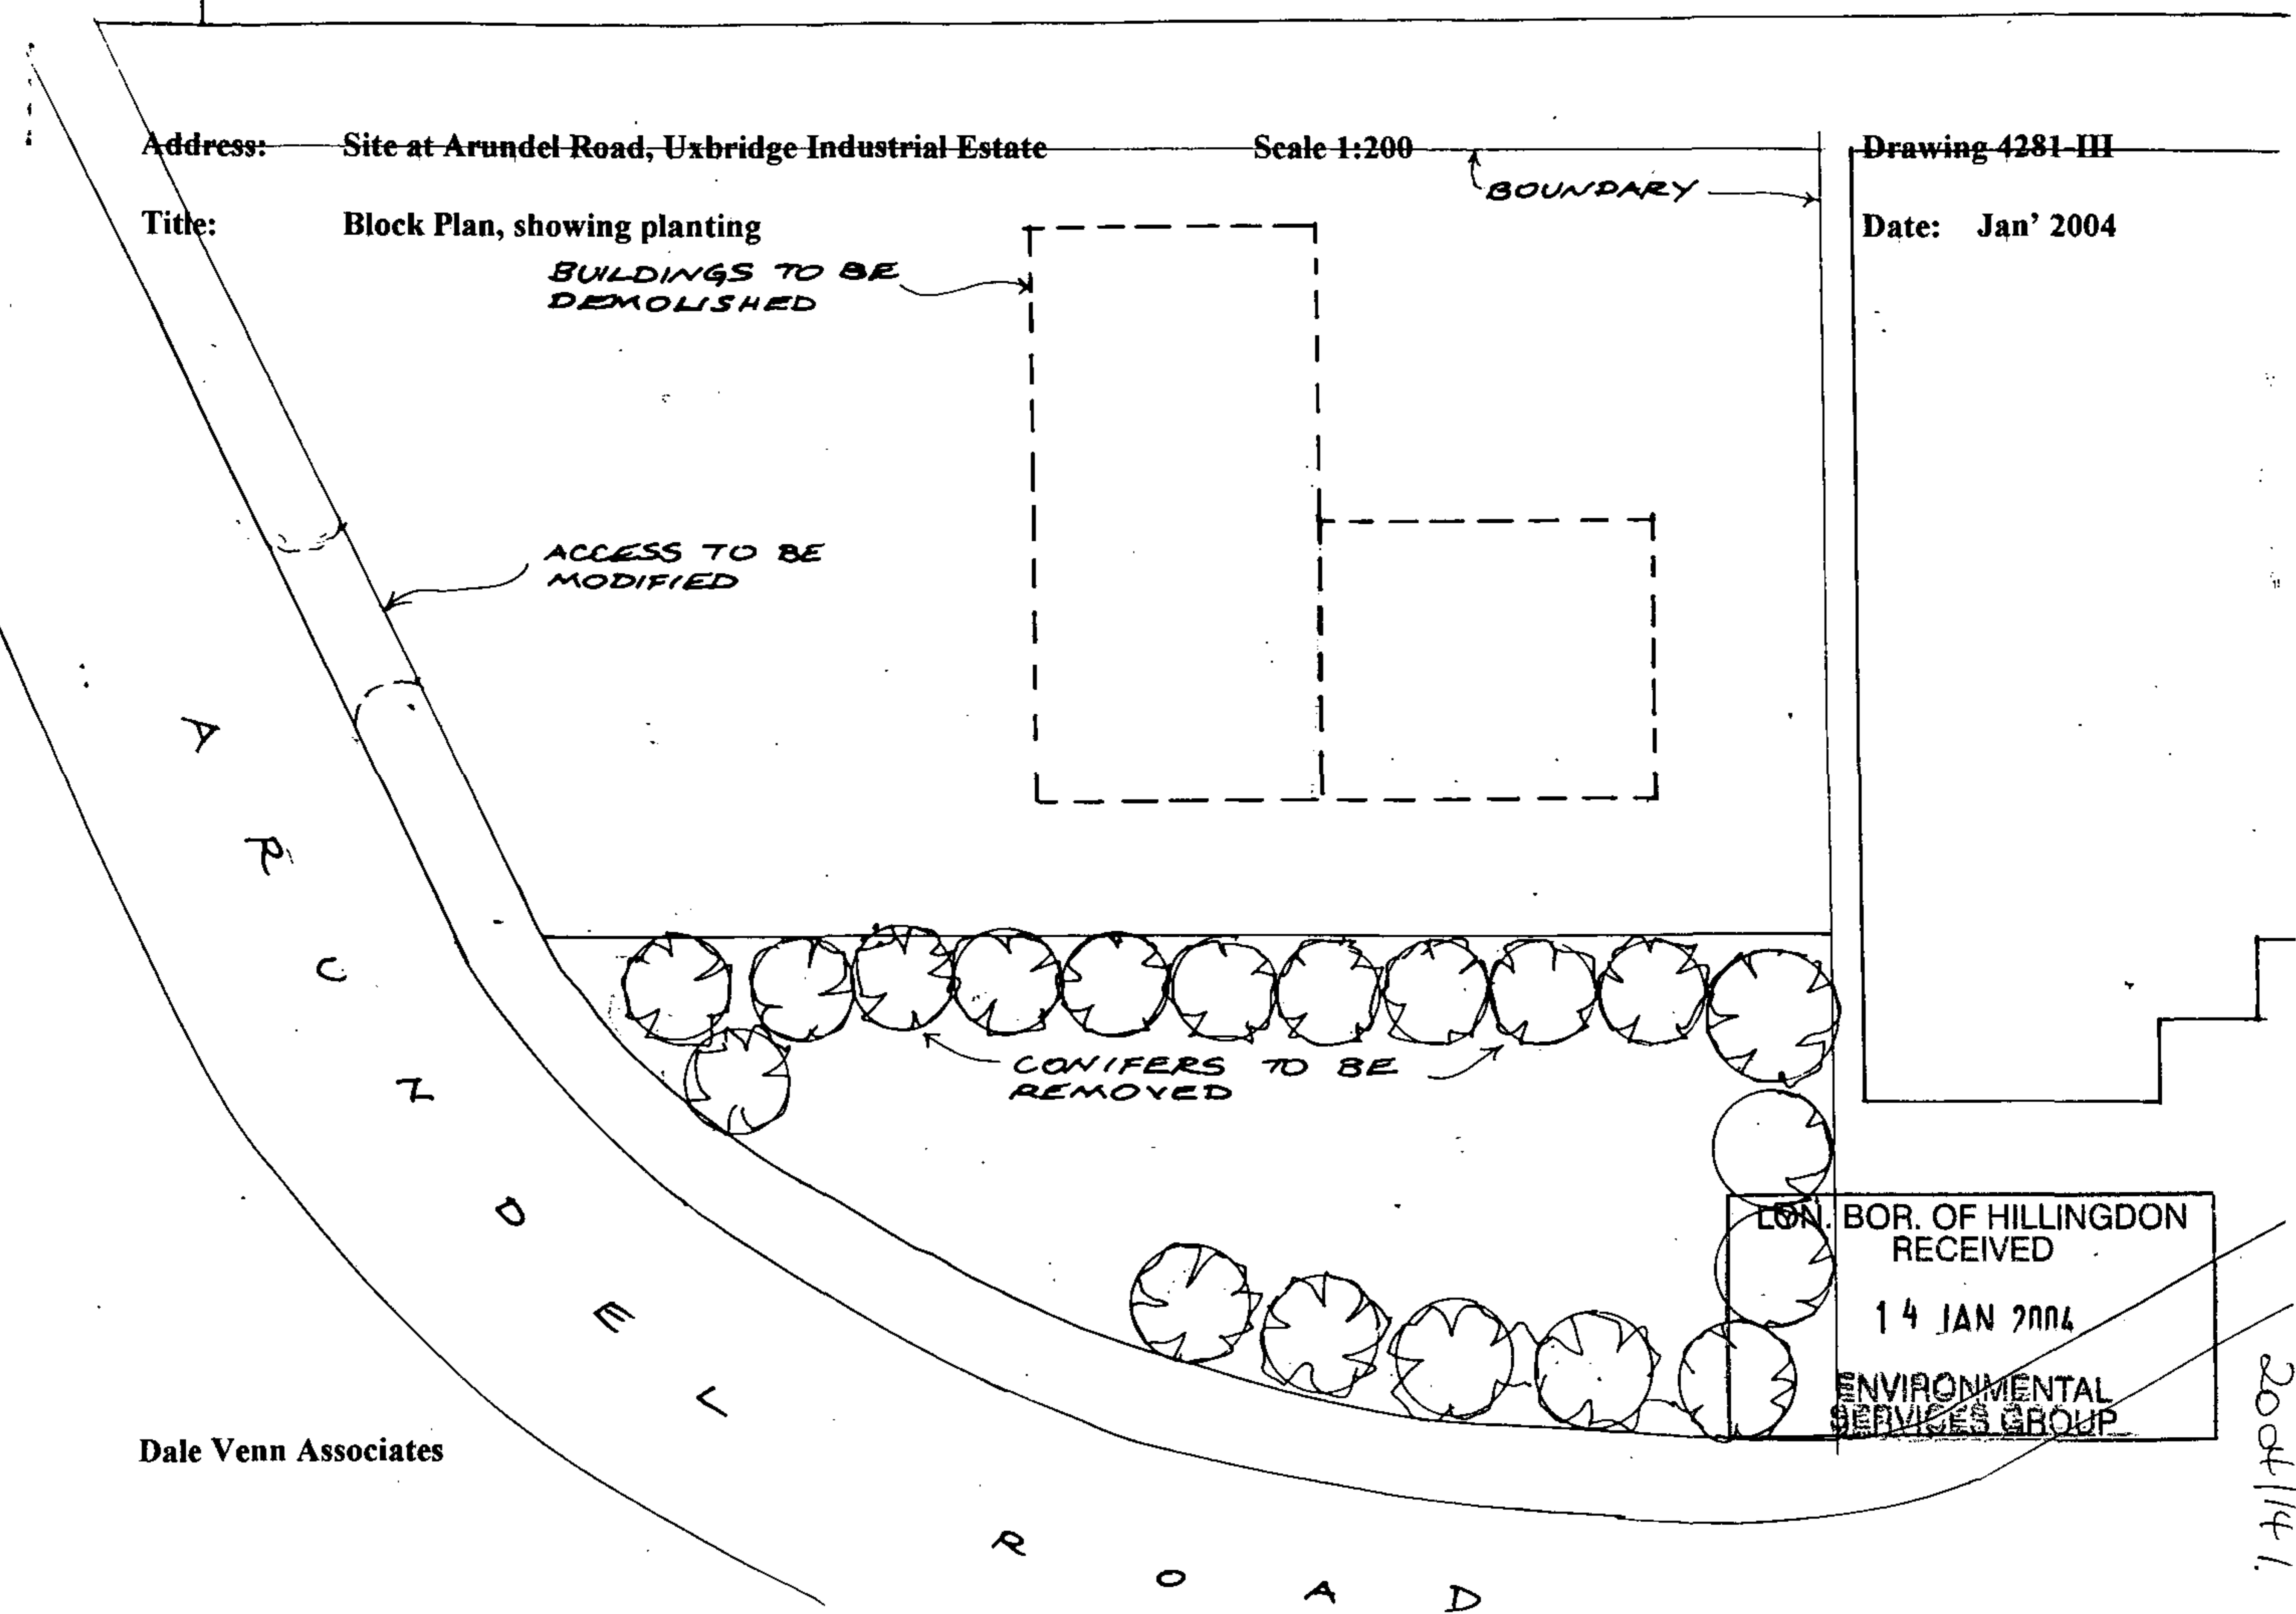 Address: Site at Arundel Road, Uxbridge Industrial Estate Scale 1:200 Drawing 4281-III
BOUNDARY
Title: Block Plan, showing planting Date: Jan' 2004
BUILDINGS TO BE
DEMOLISHED
ACCESS TO BE
MODIFIED
CONIFERS TO BE
REMOVED
ARUNDEL ROAD
LON. BOR. OF HILLINGDON
RECEIVED
14 JAN 2004
ENVIRONMENTAL
SERVICES GROUP
2004/141.
Dale Venn Associates